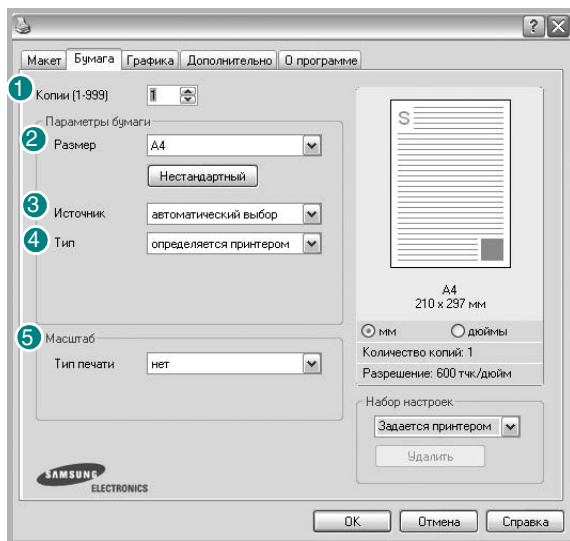 Макет Бумага Графика Дополнительно О программе
1 Копии (1-999) 1
Параметры бумаги
2 Размер A4
Нестандартный
3 Источник автоматический выбор
4 Тип определяется принтером
5 Масштаб
Тип печати нет
SAMSUNG
ELECTRONICS
S
A4
210 x 297 мм
мм дюймы
Количество копий: 1
Разрешение: 600 тчк/дюйм
Набор настроек
Задается принтером
Удалить
OK Отмена Справка